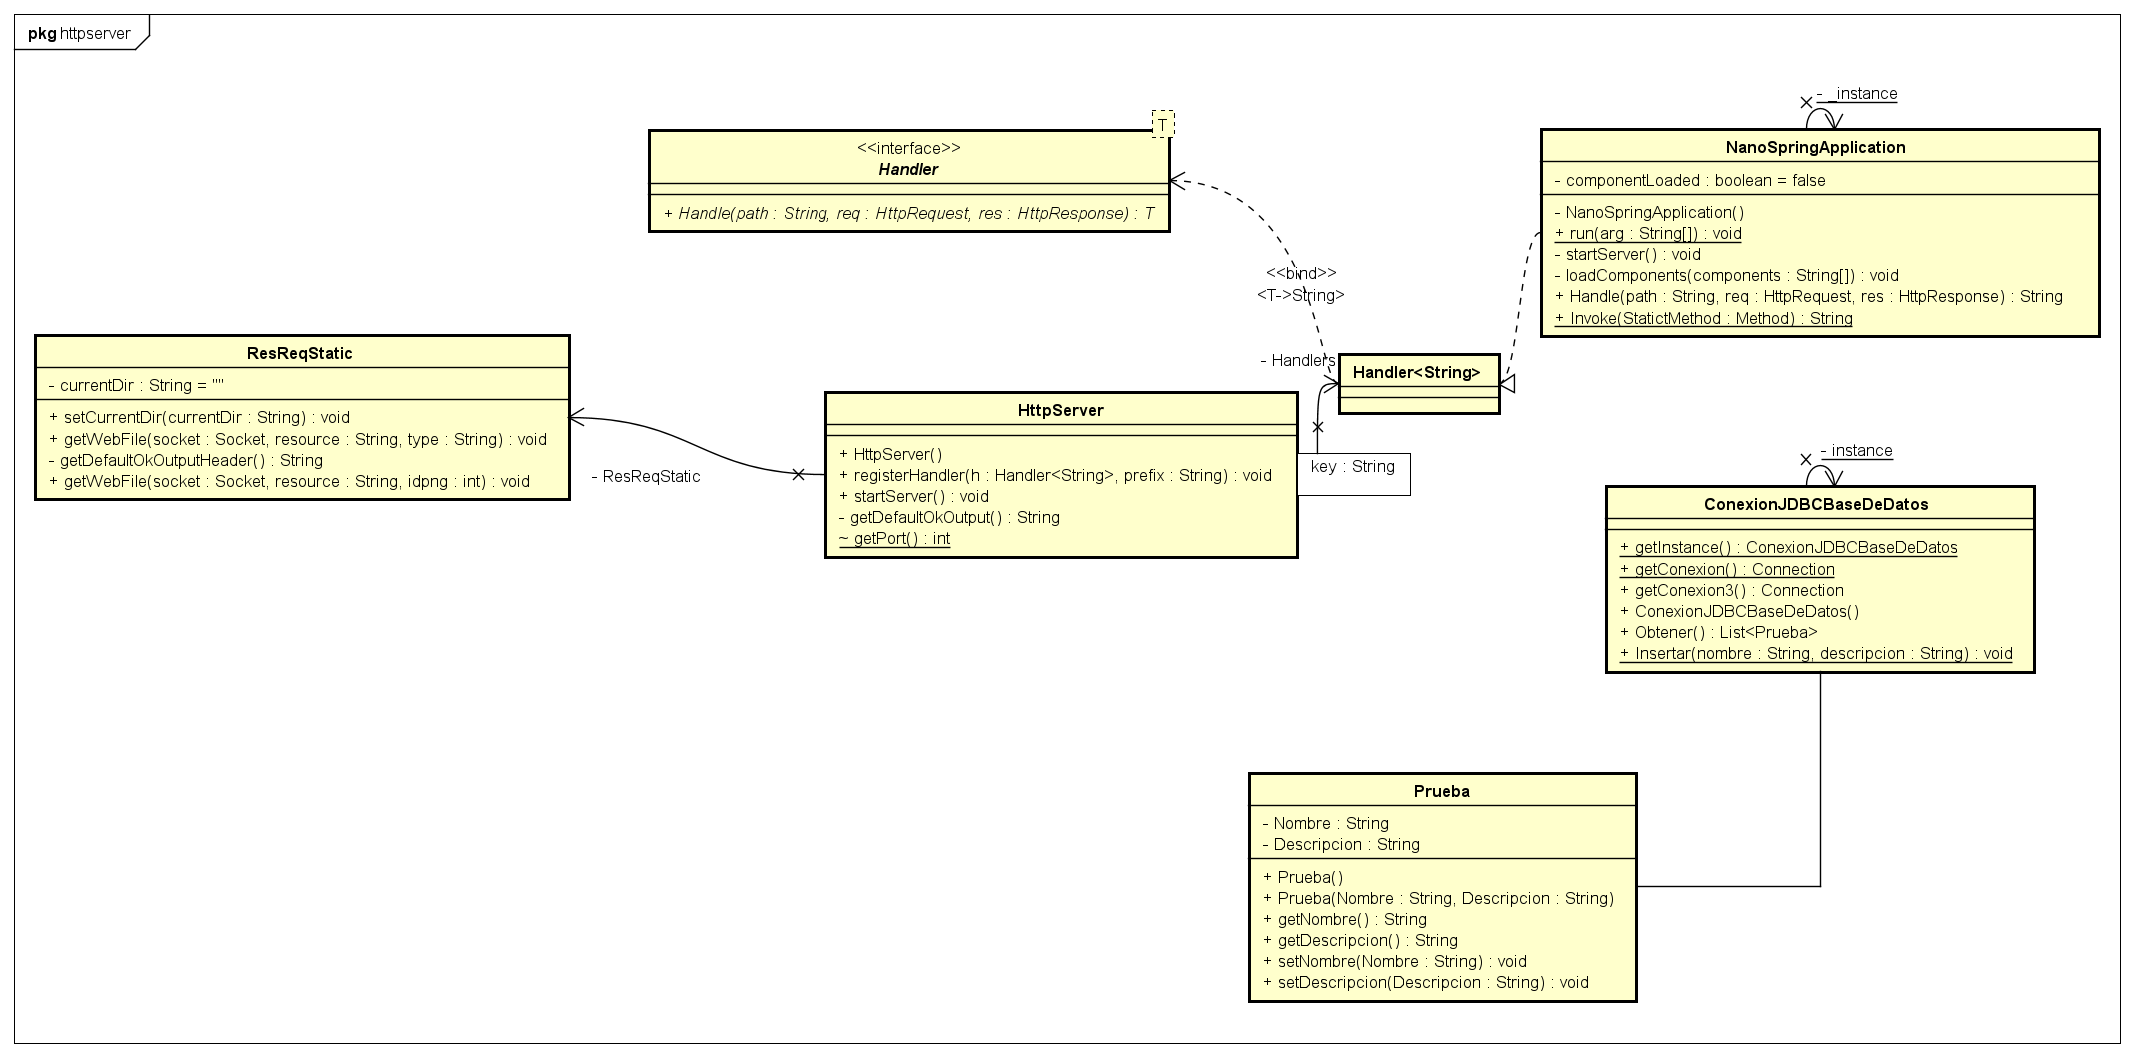 pkg httpserver
T
<<interface>>
Handler
+ Handle(path : String, req : HttpRequest, res : HttpResponse) : T
- _instance
NanoSpringApplication
- componentLoaded : boolean = false
- NanoSpringApplication()
+ run(arg : String[]) : void
- startServer() : void
- loadComponents(components : String[]) : void
+ Handle(path : String, req : HttpRequest, res : HttpResponse) : String
+ Invoke(StatictMethod : Method) : String
<<bind>>
<T->String>
- Handlers
Handler<String>
ResReqStatic
- currentDir : String = ""
+ setCurrentDir(currentDir : String) : void
+ getWebFile(socket : Socket, resource : String, type : String) : void
- getDefaultOkOutputHeader() : String
+ getWebFile(socket : Socket, resource : String, idpng : int) : void
- ResReqStatic
HttpServer
+ HttpServer()
+ registerHandler(h : Handler<String>, prefix : String) : void
+ startServer() : void
- getDefaultOkOutput() : String
~ getPort() : int
key : String
- instance
ConexionJDBCBaseDeDatos
+ getInstance() : ConexionJDBCBaseDeDatos
+ getConexion() : Connection
+ getConexion3() : Connection
+ ConexionJDBCBaseDeDatos()
+ Obtener() : List<Prueba>
+ Insertar(nombre : String, descripcion : String) : void
Prueba
- Nombre : String
- Descripcion : String
+ Prueba()
+ Prueba(Nombre : String, Descripcion : String)
+ getNombre() : String
+ getDescripcion() : String
+ setNombre(Nombre : String) : void
+ setDescripcion(Descripcion : String) : void